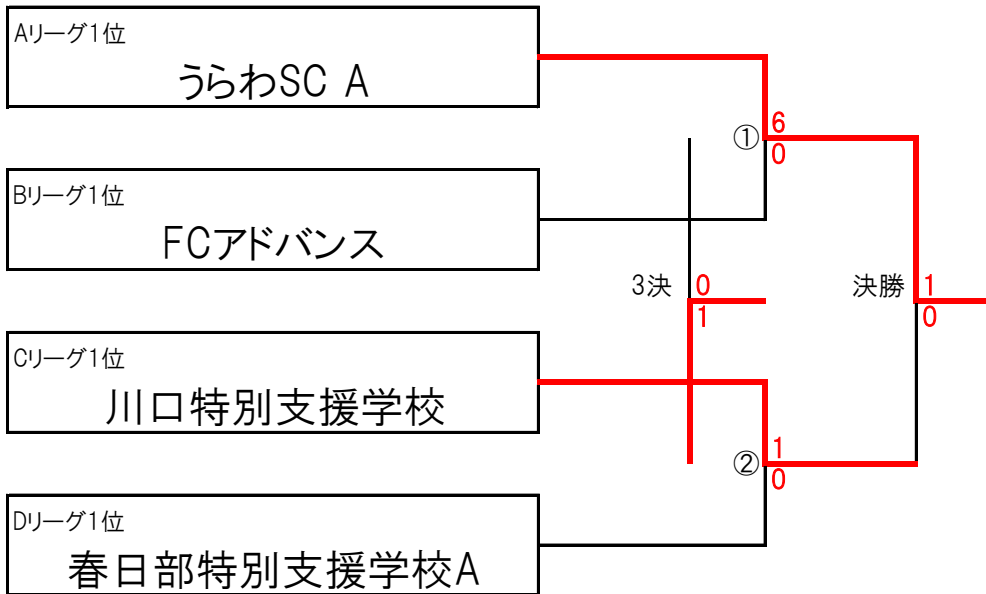 Aリーグ1位
うらわSC A
6
①
0
Bリーグ1位
FCアドバンス
3決
0
決勝
1
1
0
Cリーグ1位
川口特別支援学校
1
②
0
Dリーグ1位
春日部特別支援学校A